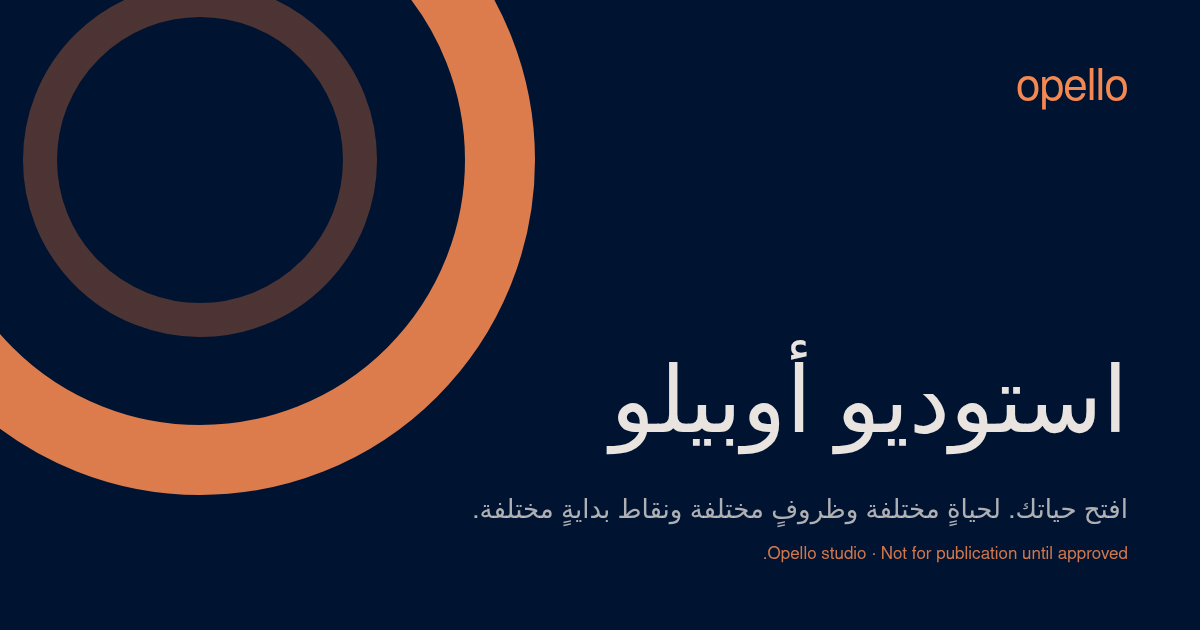 opello
استوديو أوبيلو
افتح حياتك. لحياةٍ مختلفة وظروفٍ مختلفة ونقاط بدايةٍ مختلفة.
Opello studio · Not for publication until approved.